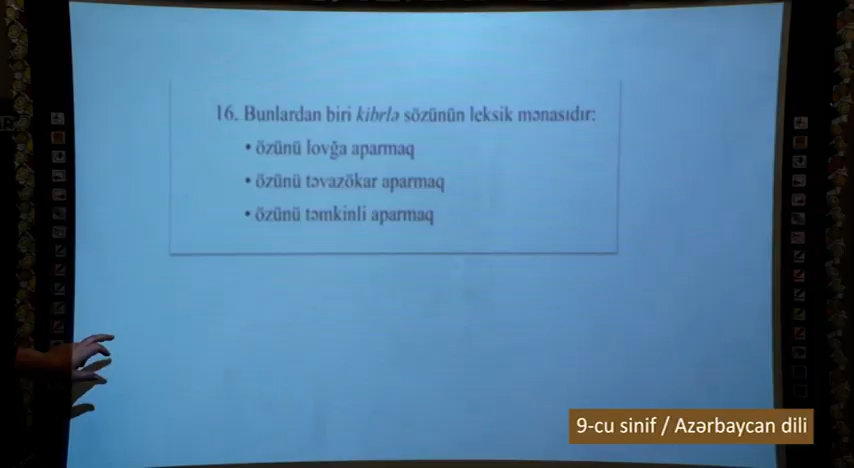 16. Bunlardan biri kibrlə sözünün leksik mənasıdır:
• özünü lovğa aparmaq
• özünü təvazökar aparmaq
• özünü təmkinli aparmaq
9-cu sinif / Azərbaycan dili